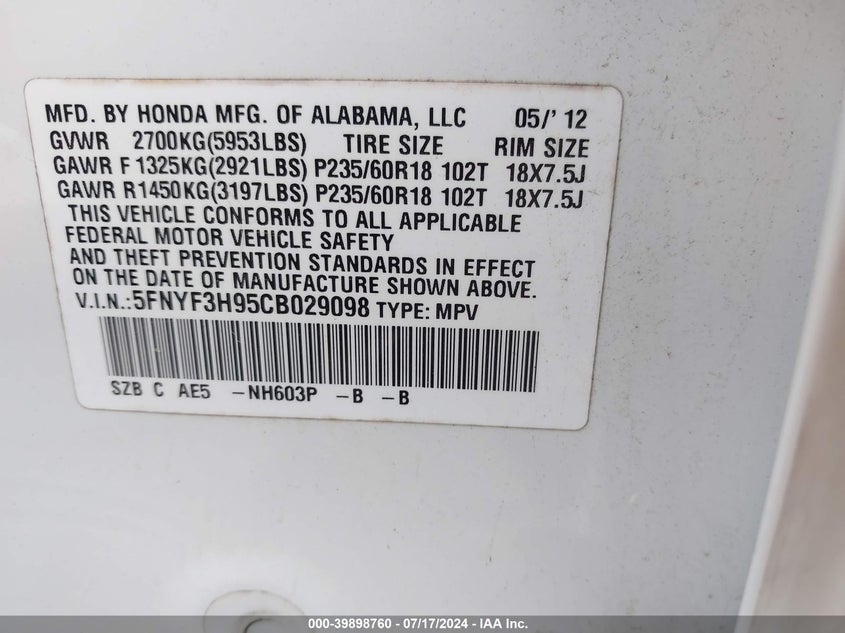 MFD. BY HONDA MFG. OF ALABAMA, LLC 05/' 12
GVWR 2700KG(5953LBS) TIRE SIZE RIM SIZE
GAWR F 1325KG(2921LBS) P235/60R18 102T 18X7.5J
GAWR R1450KG(3197LBS) P235/60R18 102T 18X7.5J
THIS VEHICLE CONFORMS TO ALL APPLICABLE
FEDERAL MOTOR VEHICLE SAFETY
AND THEFT PREVENTION STANDARDS IN EFFECT
ON THE DATE OF MANUFACTURE SHOWN ABOVE.
V.I.N.:5FNYF3H95CB029098 TYPE: MPV
SZB C AE5 –NH603P –B –B
000-39898760 / 07/17/2024 - IAA Inc.